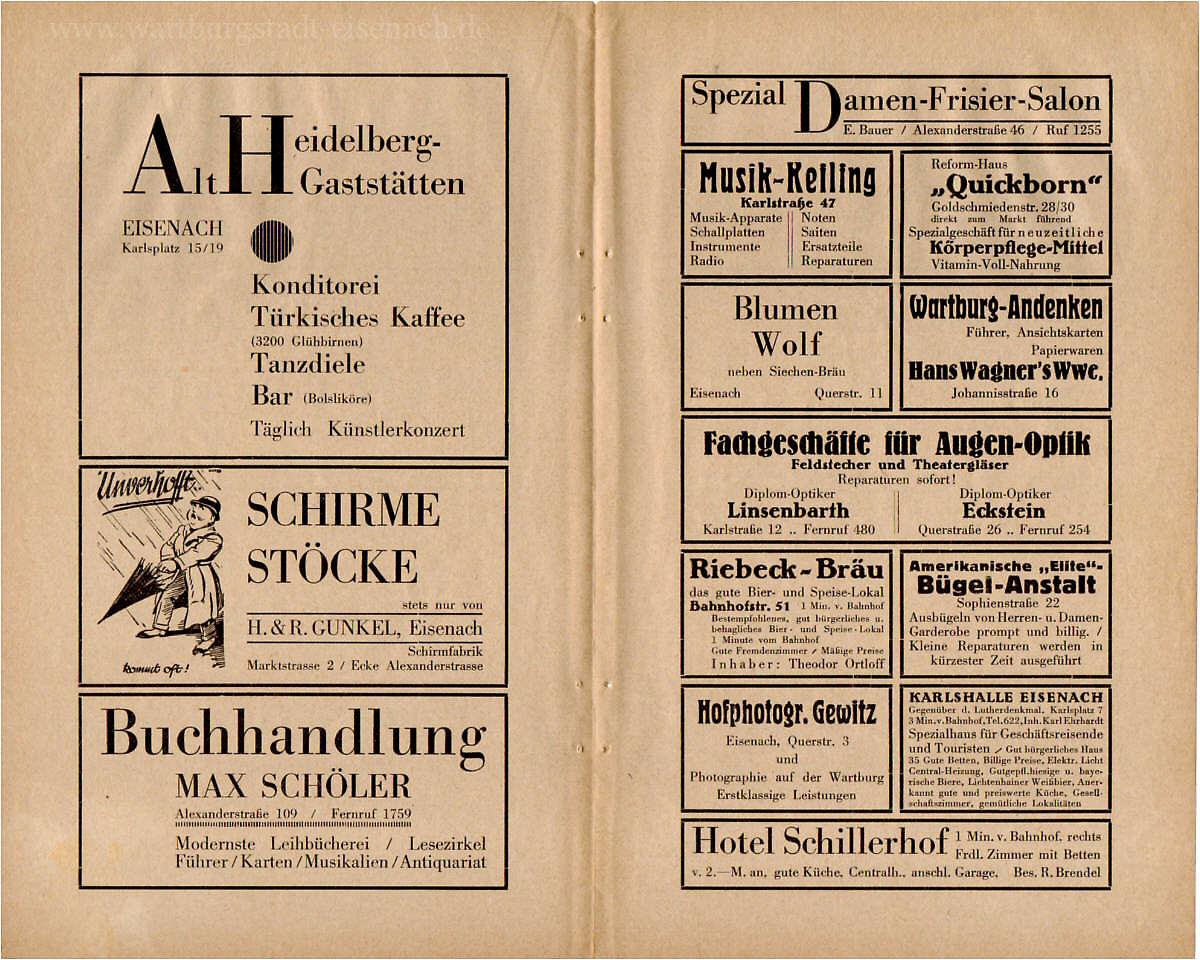 www.wartburgstadt-eisenach.de
Alt Heidelberg-
Gaststätten
EISENACH
Karlsplatz 15/19
Konditorei
Türkisches Kaffee
(3200 Glühbirnen)
Tanzdiele
Bar (Bolsliköre)
Täglich Künstlerkonzert
Unverhofft
kommt oft!
SCHIRME
STÖCKE
stets nur von
H. & R. GUNKEL, Eisenach
Schirmfabrik
Marktstrasse 2 / Ecke Alexanderstrasse
Buchhandlung
MAX SCHÖLER
Alexanderstraße 109 / Fernruf 1759
Modernste Leihbücherei / Lesezirkel
Führer / Karten / Musikalien / Antiquariat
Spezial Damen-Frisier-Salon
E. Bauer / Alexanderstraße 46 / Ruf 1255
Musik-Kelling
Karlstraße 47
Musik-Apparate || Noten
Schallplatten || Saiten
Instrumente || Ersatzteile
Radio || Reparaturen
Reform-Haus
„Quickborn“
Goldschmiedenstr. 28/30
direkt zum Markt führend
Spezialgeschäft für neuzeitliche
Körperpflege-Mittel
Vitamin-Voll-Nahrung
Blumen
Wolf
neben Siechen-Bräu
Eisenach Querstr. 11
Wartburg-Andenken
Führer, Ansichtskarten
Papierwaren
Hans Wagner's Wwe.
Johannisstraße 16
Fachgeschäfte für Augen-Optik
Feldstecher und Theatergläser
Reparaturen sofort!
Diplom-Optiker
Linsenbarth
Karlstraße 12 .. Fernruf 480
Diplom-Optiker
Eckstein
Querstraße 26 .. Fernruf 254
Riebeck-Bräu
das gute Bier- und Speise-Lokal
Bahnhofstr. 51 1 Min. v. Bahnhof
Bestempfohlenes, gut bürgerliches u.
behagliches Bier- und Speise-Lokal
1 Minute vom Bahnhof
Gute Fremdenzimmer / Mäßige Preise
Inhaber: Theodor Ortloff
Amerikanische „Elite“-
Bügel-Anstalt
Sophienstraße 22
Ausbügeln von Herren- u. Damen-
Garderobe prompt und billig. /
Kleine Reparaturen werden in
kürzester Zeit ausgeführt
Hofphotogr. Gewitz
Eisenach, Querstr. 3
und
Photographie auf der Wartburg
Erstklassige Leistungen
KARLSHALLE EISENACH
Gegenüber d. Lutherdenkmal, Karlsplatz 7
3 Min. v. Bahnhof, Tel. 622, Inh. Karl Ehrhardt
Spezialhaus für Geschäftsreisende
und Touristen / Gut bürgerliches Haus
35 Gute Betten, Billige Preise, Elektr. Licht
Central-Heizung, Gutgepfl. hiesige u. baye-
rische Biere, Lichtenhainer Weißbier, Aner-
kannt gute und preiswerte Küche, Gesell-
schaftszimmer, gemütliche Lokalitäten
Hotel Schillerhof 1 Min. v. Bahnhof, rechts
Frdl. Zimmer mit Betten
v. 2.—M. an, gute Küche, Centralh., anschl. Garage, Bes. R. Brendel